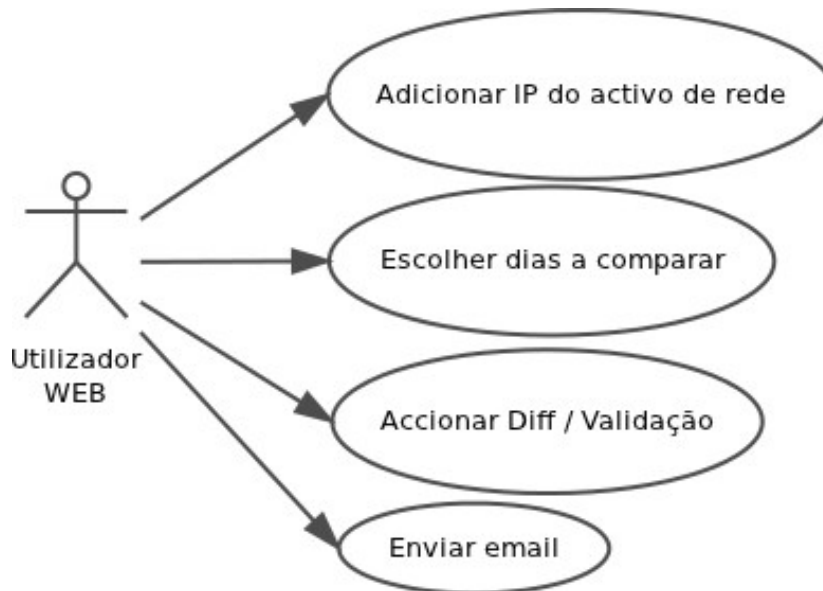 Adicionar IP do activo de rede
Escolher dias a comparar
Utilizador
WEB
Accionar Diff / Validação
Enviar email